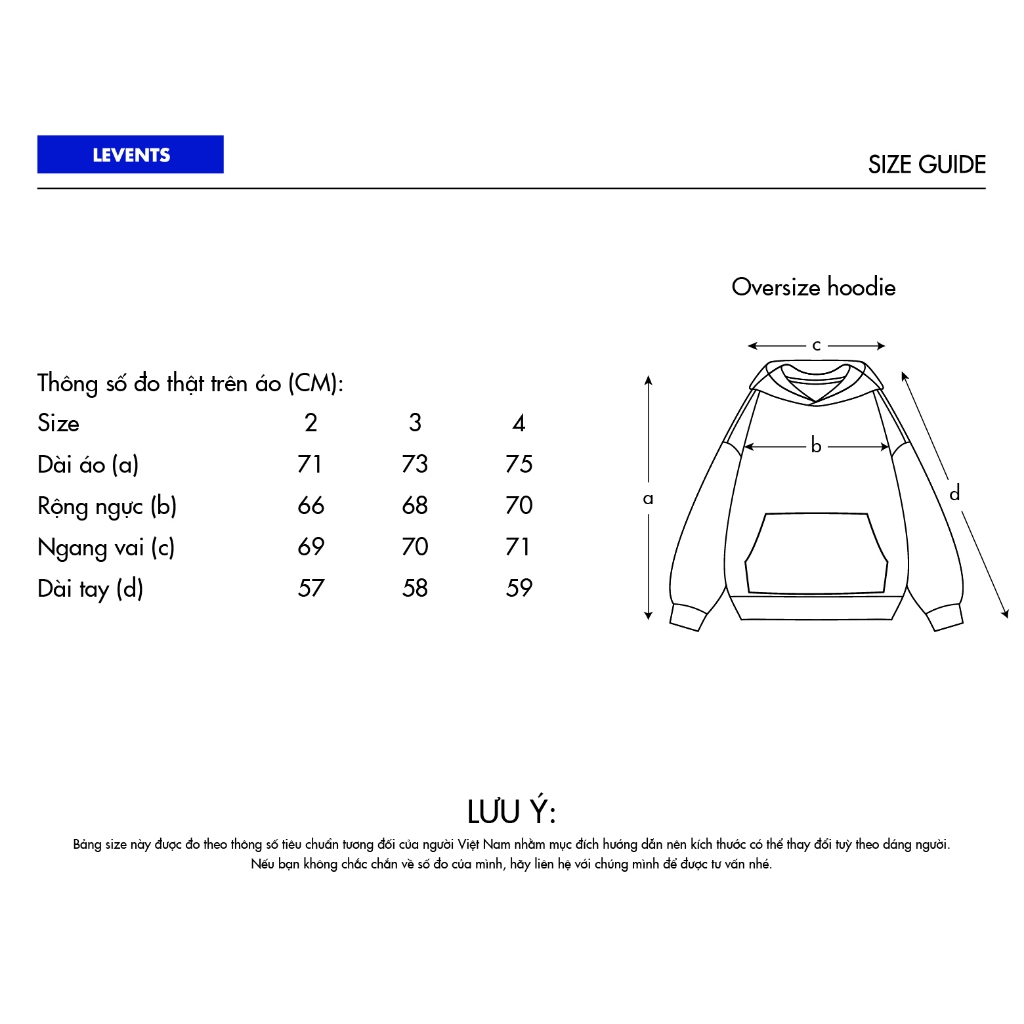 LEVENTS
SIZE GUIDE
Oversize hoodie
Thông số đo thật trên áo (CM):
Size 2 3 4
Dài áo (a) 71 73 75
Rộng ngực (b) 66 68 70
Ngang vai (c) 69 70 71
Dài tay (d) 57 58 59
c
b
a
d
LƯU Ý:
Bảng size này được đo theo thông số tiêu chuẩn tương đối của người Việt Nam nhằm mục đích hướng dẫn nên kích thước có thể thay đổi tuỳ theo dáng người.
Nếu bạn không chắc chắn về số đo của mình, hãy liên hệ với chúng mình để được tư vấn nhé.